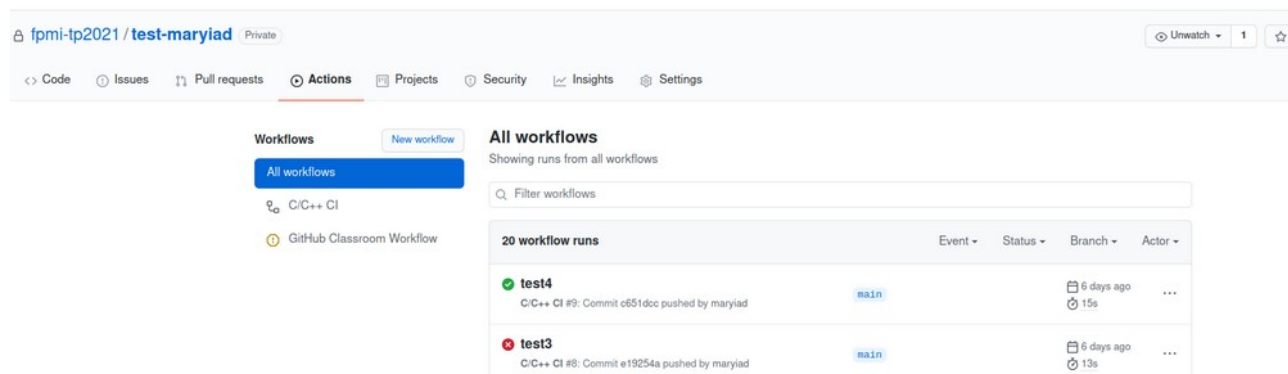 fpmi-tp2021 / test-maryiad Private
Unwatch 1
Code Issues Pull requests Actions Projects Security Insights Settings
Workflows New workflow
All workflows
C/C++ CI
GitHub Classroom Workflow
All workflows
Showing runs from all workflows
Filter workflows
20 workflow runs Event Status Branch Actor
test4
C/C++ CI #9: Commit c651dcc pushed by maryiad
main
6 days ago
15s
test3
C/C++ CI #8: Commit e19254a pushed by maryiad
main
6 days ago
13s